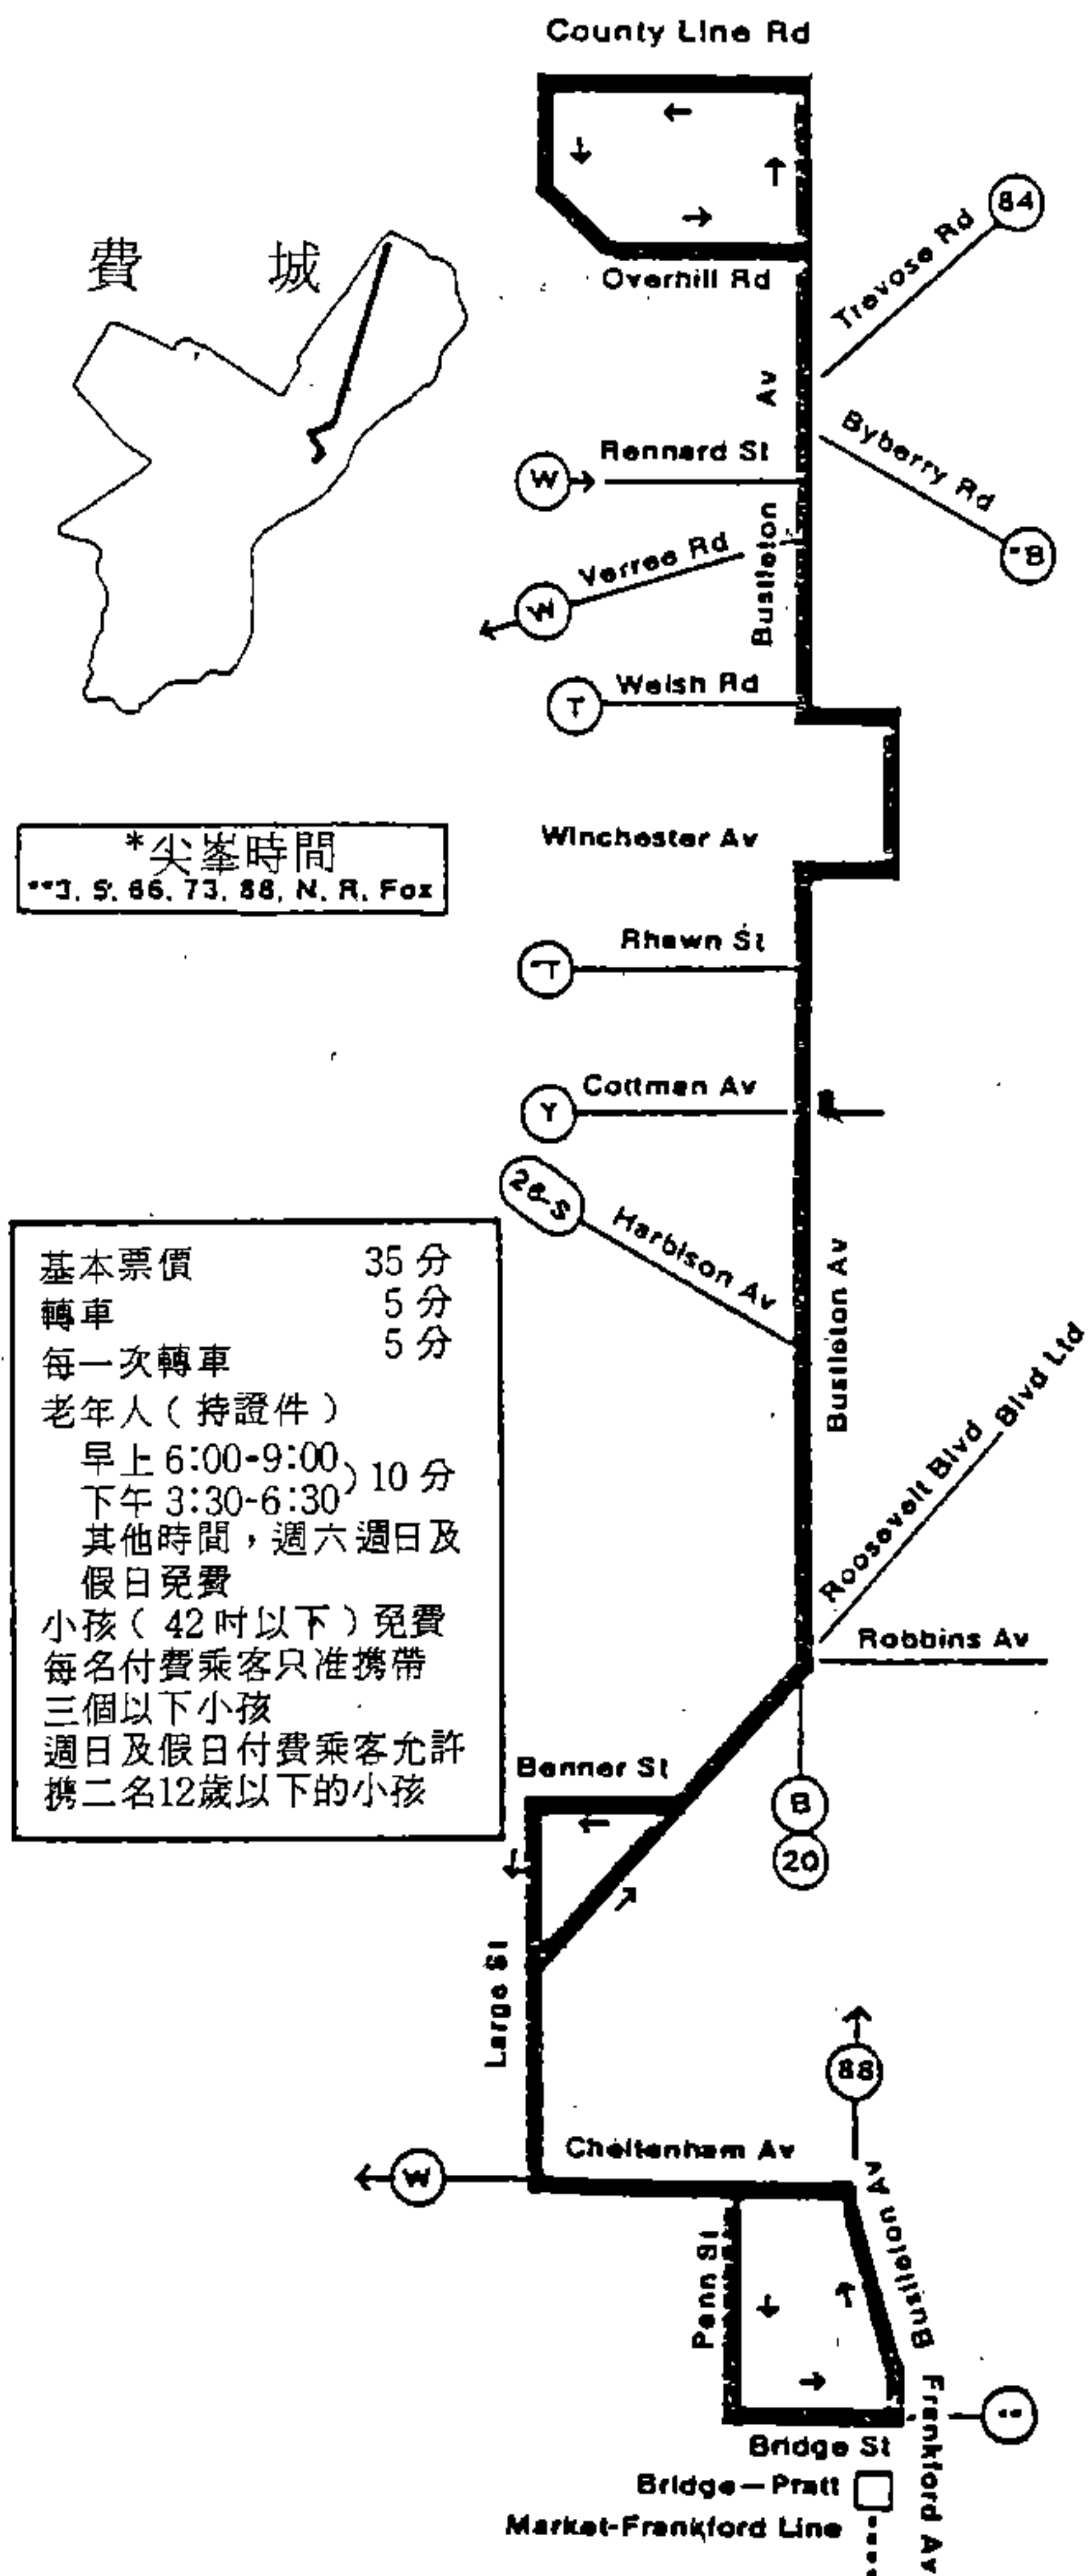 County Line Rd
費 城
Overhill Rd
Trevose Rd
84
Av
Rennard St
W
Byberry Rd
*B
Verree Rd
W
Bustleton
Welsh Rd
T
*尖峯時間
**3, 5, 66, 73, 88, N, R, Fox
Winchester Av
Rhawn St
*T
Cottman Av
Y
26-S
Harbison Av
Bustleton Av
基本票價 35分
轉車 5分
每一次轉車 5分
老年人（持證件）
早上 6:00-9:00
下午 3:30-6:30) 10分
其他時間，週六週日及
假日免費
小孩（42吋以下）免費
每名付費乘客只准携帶
三個以下小孩
週日及假日付費乘客允許
携二名12歲以下的小孩
Roosevelt Blvd Blvd Ltd
Robbins Av
Benner St
B
20
Large St
88
Cheltenham Av
W
Bustleton Av
Penn St
**
Frankford Av
Bridge St
Bridge—Pratt
Market-Frankford Line